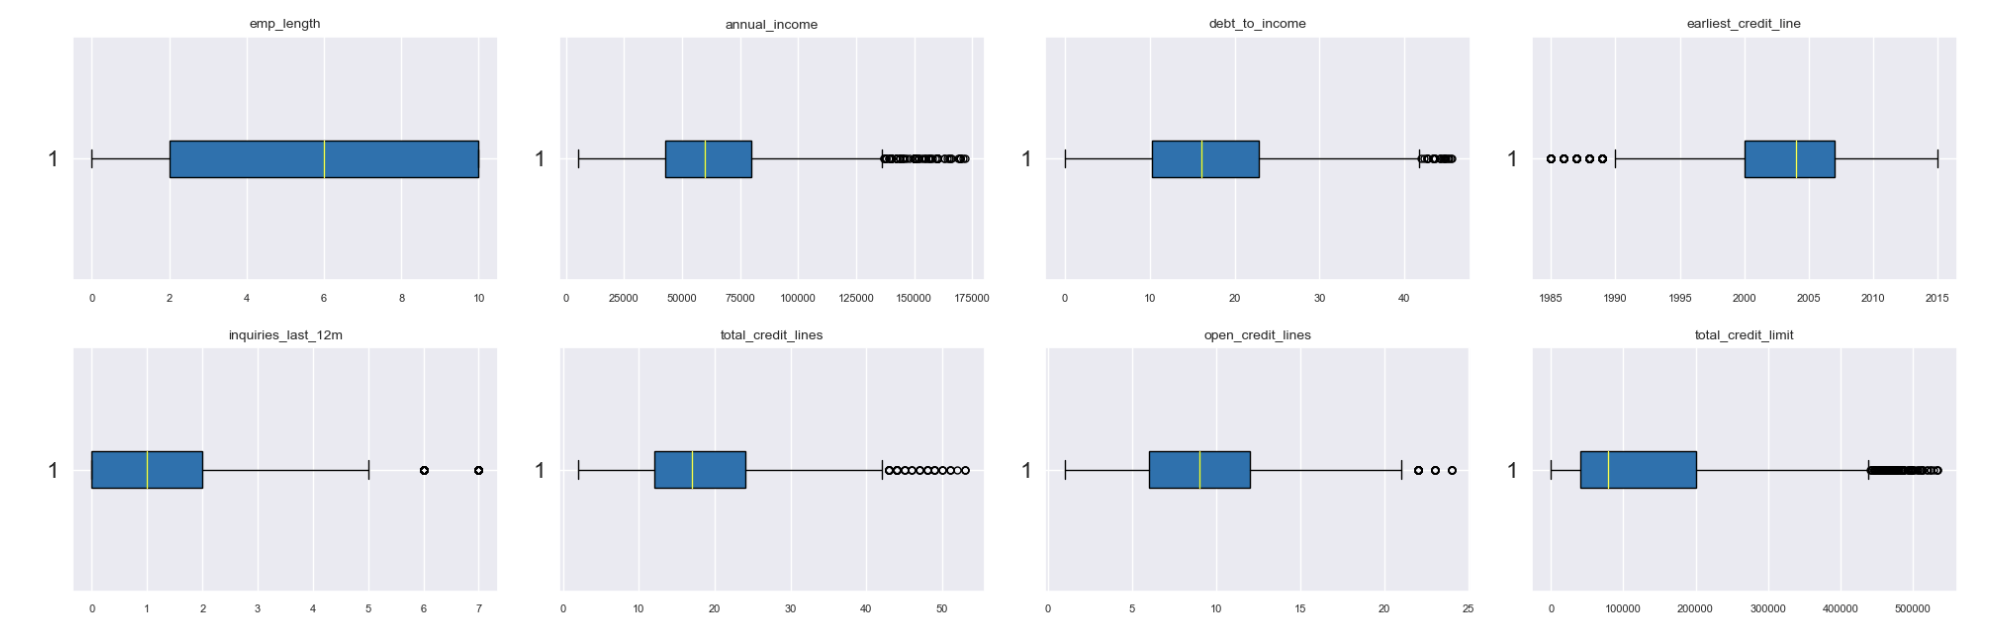 emp_length
annual_income
debt_to_income
earliest_credit_line
1
1
1
1
0 2 4 6 8 10
0 25000 50000 75000 100000 125000 150000 175000
0 10 20 30 40
1985 1990 1995 2000 2005 2010 2015
inquiries_last_12m
total_credit_lines
open_credit_lines
total_credit_limit
1
1
1
1
0 1 2 3 4 5 6 7
0 10 20 30 40 50
0 5 10 15 20 25
0 100000 200000 300000 400000 500000